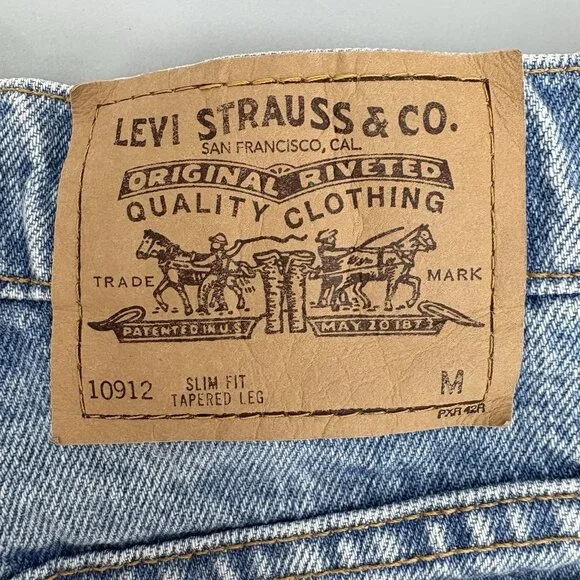 LEVI STRAUSS & CO.
SAN FRANCISCO, CAL.
ORIGINAL RIVETED
QUALITY CLOTHING
TRADE MARK
PATENTED IN U.S. MAY 20 1873
10912 SLIM FIT M
TAPERED LEG
PXR 42R